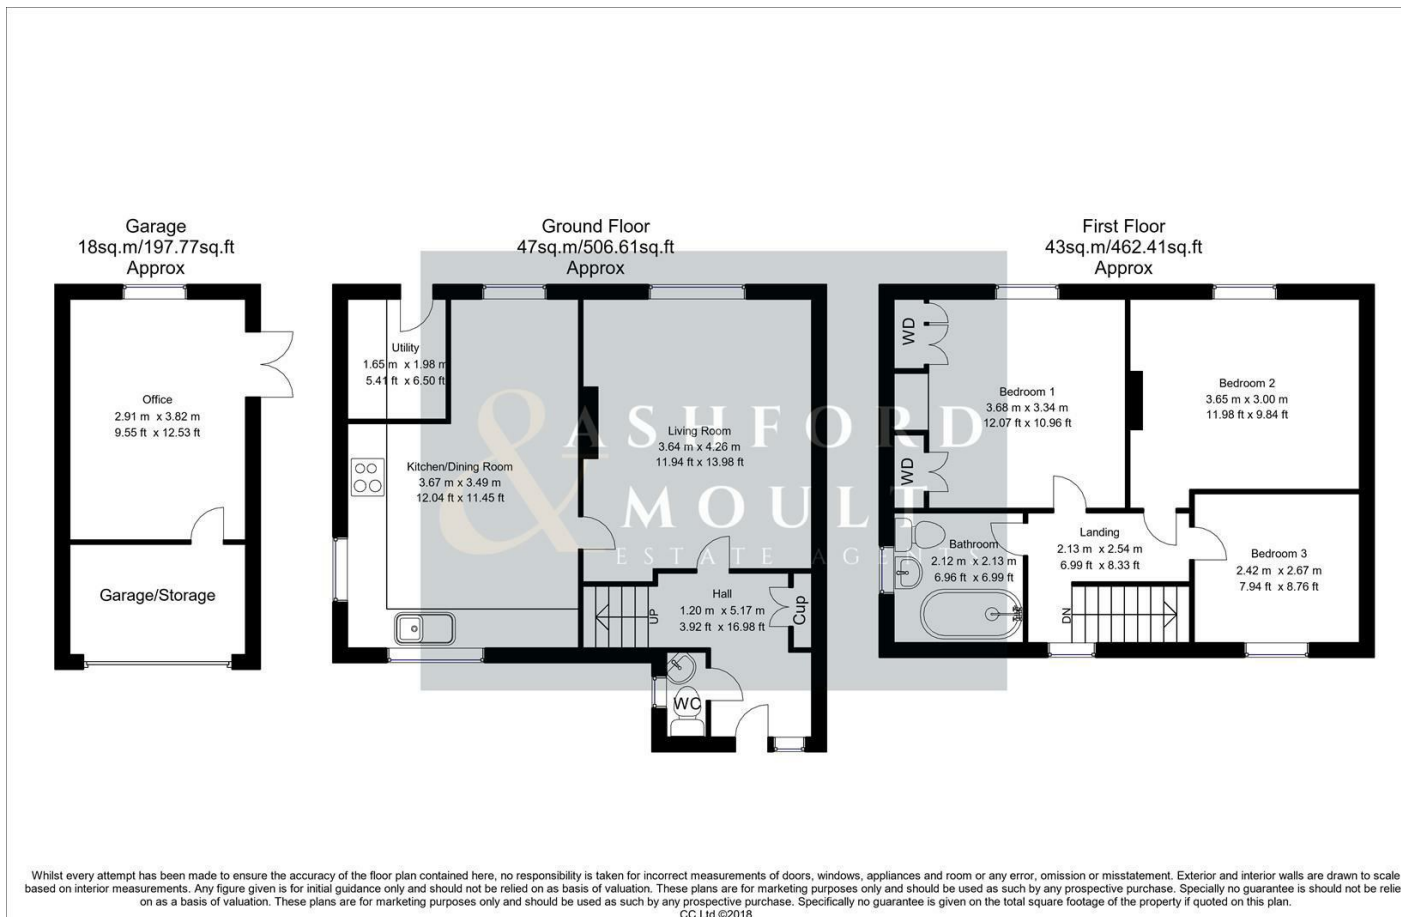 Garage
18sq.m/197.77sq.ft
Approx
Office
2.91 m x 3.82 m
9.55 ft x 12.53 ft
Garage/Storage
Ground Floor
47sq.m/506.61sq.ft
Approx
Utility
1.65 m x 1.98 m
5.41 ft x 6.50 ft
Kitchen/Dining Room
3.67 m x 3.49 m
12.04 ft x 11.45 ft
Living Room
3.64 m x 4.26 m
11.94 ft x 13.98 ft
Hall
1.20 m x 5.17 m
3.92 ft x 16.98 ft
UP
Cup
WC
First Floor
43sq.m/462.41sq.ft
Approx
WD
Bedroom 1
3.68 m x 3.34 m
12.07 ft x 10.96 ft
WD
Bedroom 2
3.65 m x 3.00 m
11.98 ft x 9.84 ft
Bathroom
2.12 m x 2.13 m
6.96 ft x 6.99 ft
Landing
2.13 m x 2.54 m
6.99 ft x 8.33 ft
DN
Bedroom 3
2.42 m x 2.67 m
7.94 ft x 8.76 ft
&
ASHFORD
MOULT
ESTATE AGENTS
Whilst every attempt has been made to ensure the accuracy of the floor plan contained here, no responsibility is taken for incorrect measurements of doors, windows, appliances and room or any error, omission or misstatement. Exterior and interior walls are drawn to scale
based on interior measurements. Any figure given is for initial guidance only and should not be relied on as basis of valuation. These plans are for marketing purposes only and should be used as such by any prospective purchase. Specially no guarantee is should not be relie
on as a basis of valuation. These plans are for marketing purposes only and should be used as such by any prospective purchase. Specifically no guarantee is given on the total square footage of the property if quoted on this plan.
CC Ltd ©2018